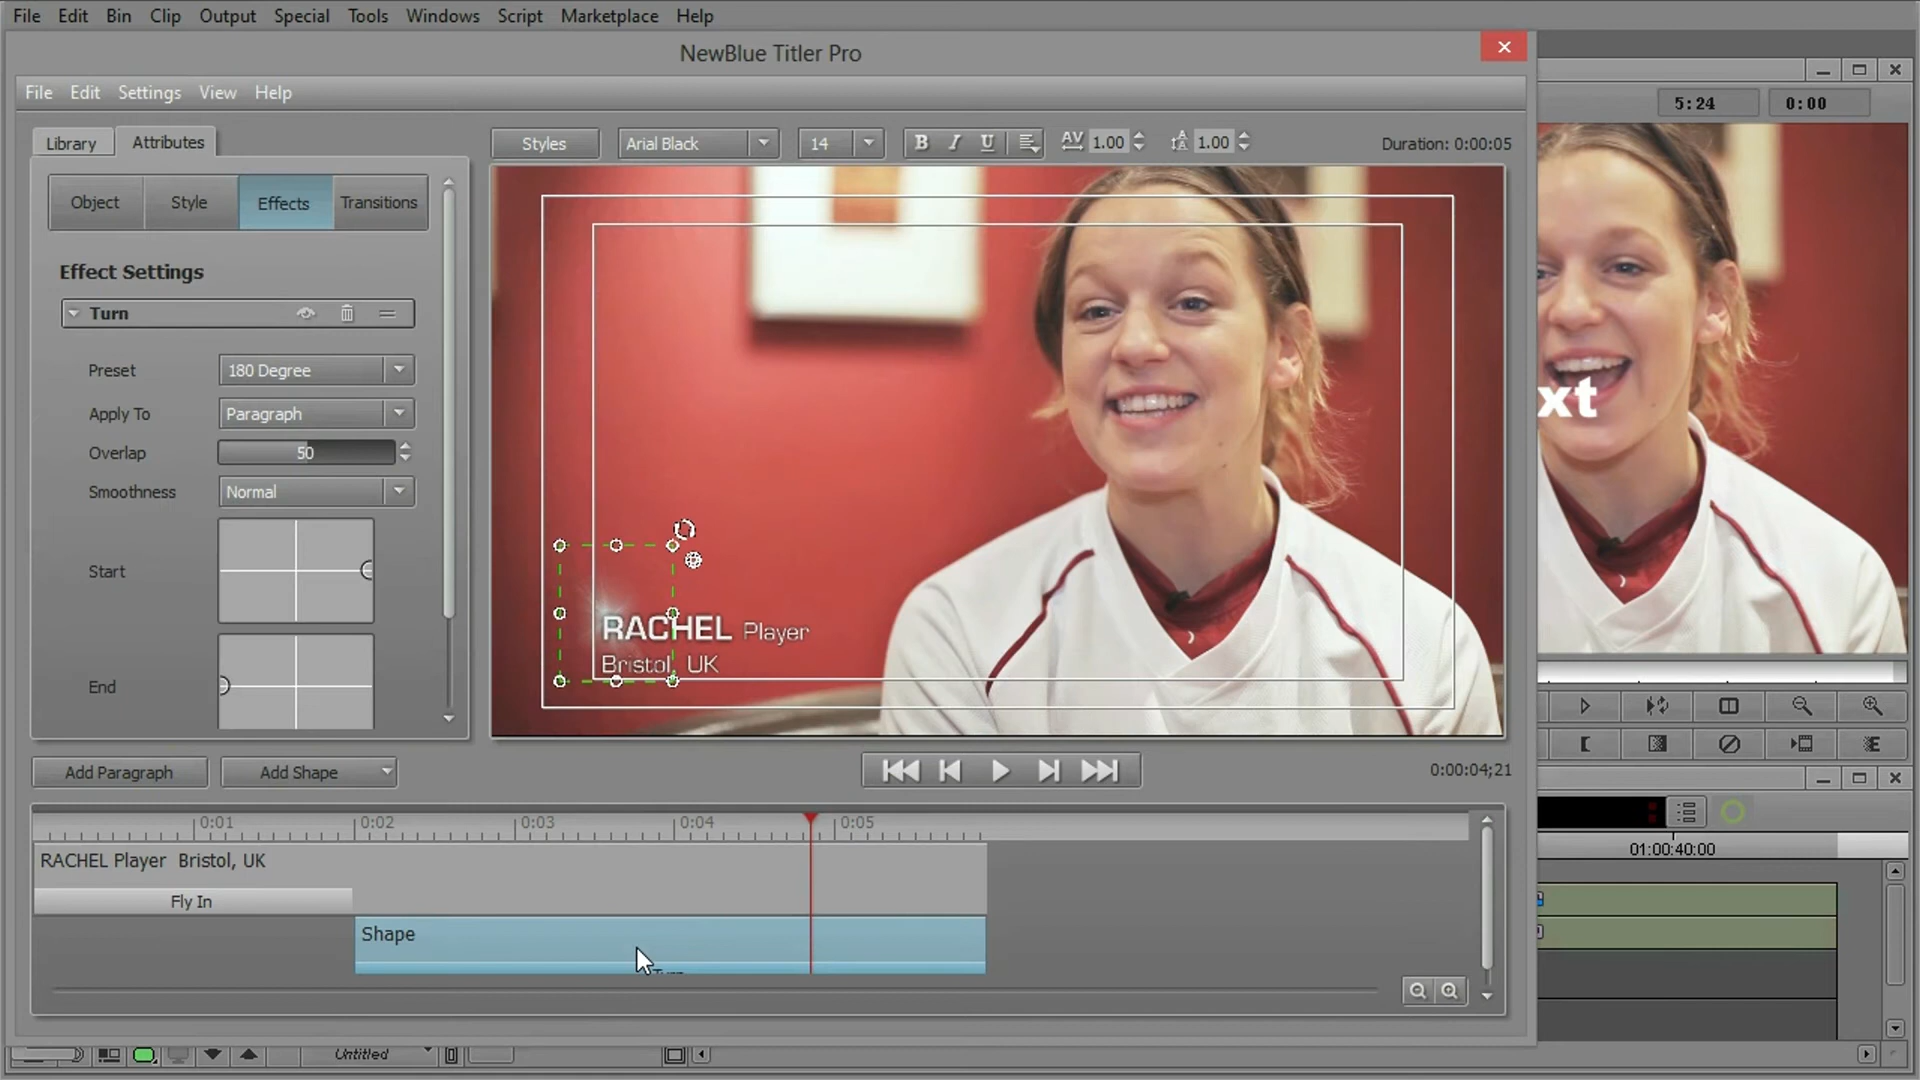 File Edit Bin Clip Output Special Tools Windows Script Marketplace Help
NewBlue Titler Pro
File Edit Settings View Help
5:24 0:00
Library Attributes
Styles Arial Black 14 B I U AV 1.00 A 1.00 Duration: 0:00:05
Object Style Effects Transitions
Effect Settings
Turn
Preset 180 Degree
Apply To Paragraph
xt
Overlap 50
Smoothness Normal
Start
RACHEL Player
Bristol, UK
End
Add Paragraph Add Shape
0:00:04;21
0:01 0:02 0:03 0:04 0:05
01:00:40:00
RACHEL Player Bristol, UK
Fly In
Shape
Untitled